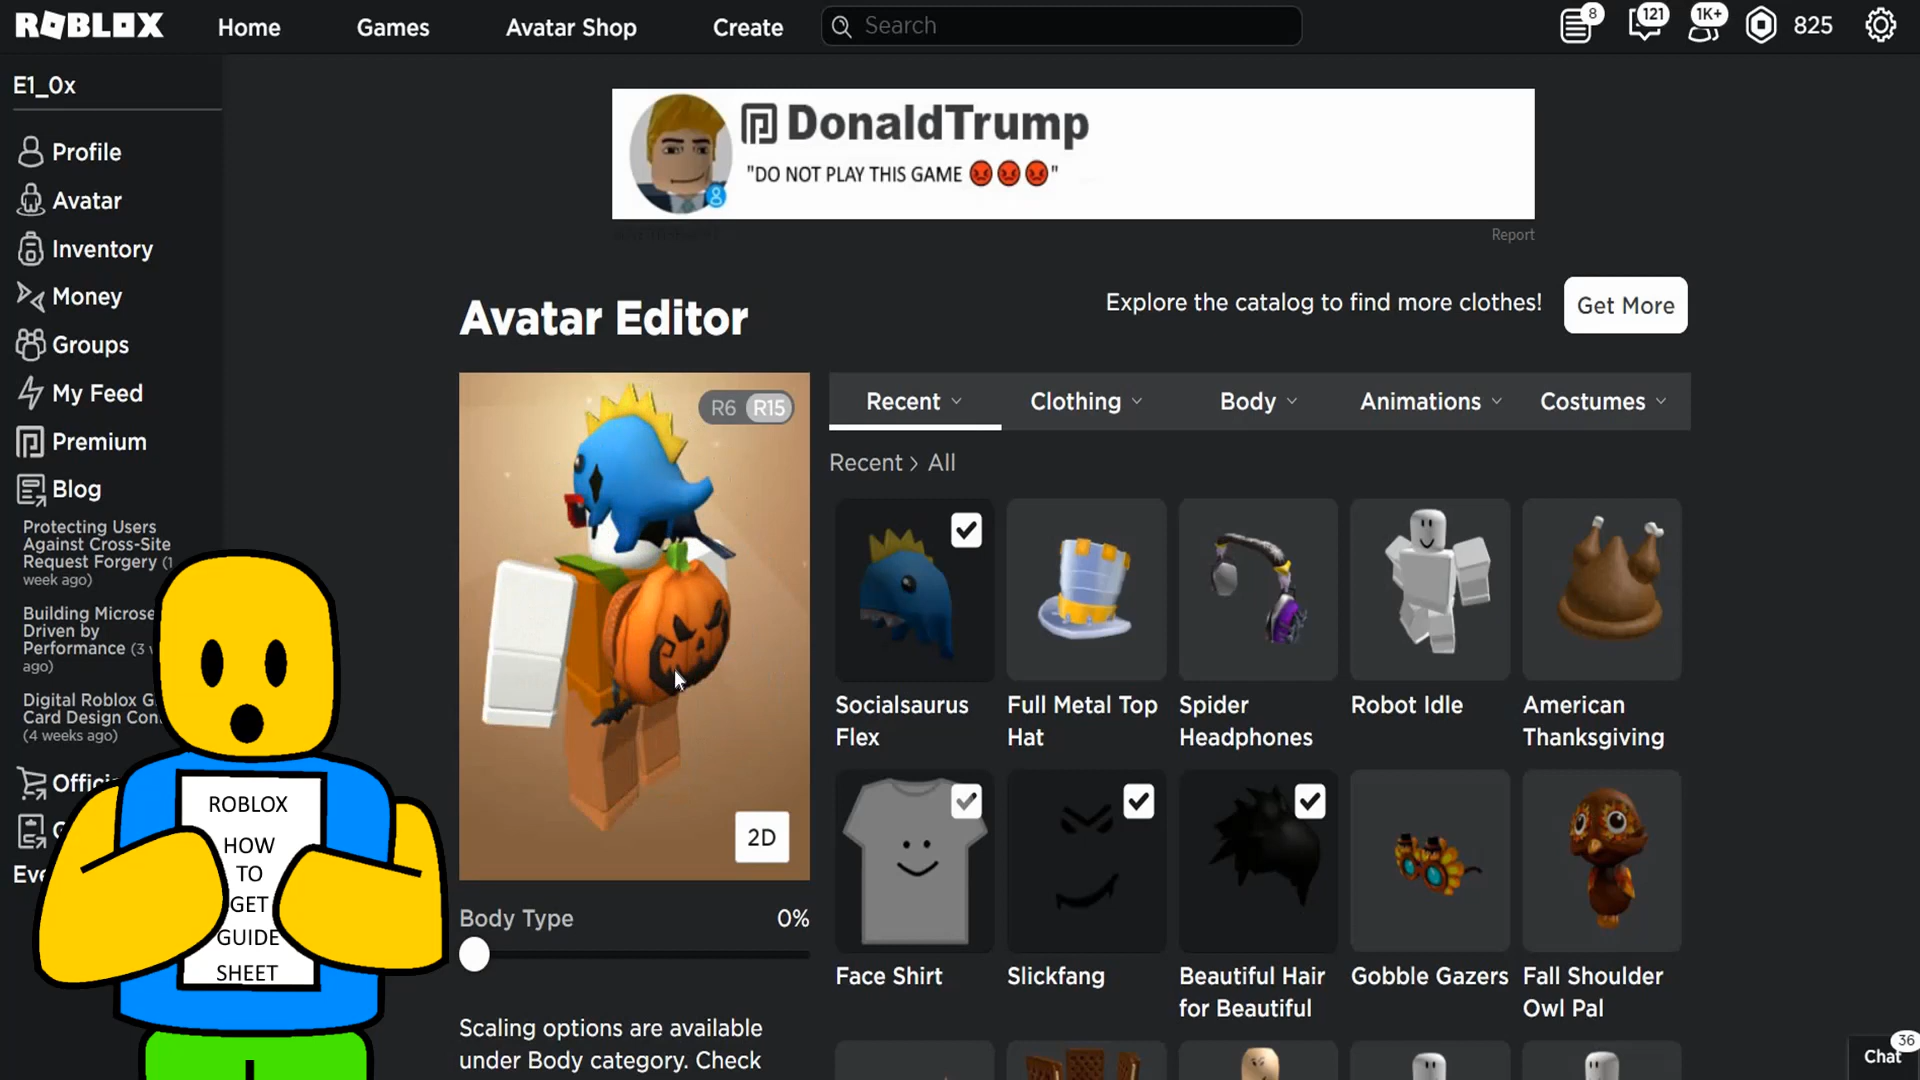 ROBLOX
Home
Games
Avatar Shop
Create
Search
8
121
1K+
825
E1_0x
Profile
Avatar
Inventory
Money
Groups
My Feed
Premium
Blog
Protecting Users
Against Cross-Site
Request Forgery (1
week ago)
Building Microse
Driven by
Performance (3 w
ago)
Digital Roblox G
Card Design Con
(4 weeks ago)
Offici
Eve
DonaldTrump
"DO NOT PLAY THIS GAME 😡😡😡"
Report
Avatar Editor
Explore the catalog to find more clothes!
Get More
R6
R15
2D
Body Type
0%
Scaling options are available
under Body category. Check
Recent
Clothing
Body
Animations
Costumes
Recent > All
Socialsaurus
Flex
Full Metal Top
Hat
Spider
Headphones
Robot Idle
American
Thanksgiving
Face Shirt
Slickfang
Beautiful Hair
for Beautiful
Gobble Gazers
Fall Shoulder
Owl Pal
ROBLOX
HOW
TO
GET
GUIDE
SHEET
36
Chat